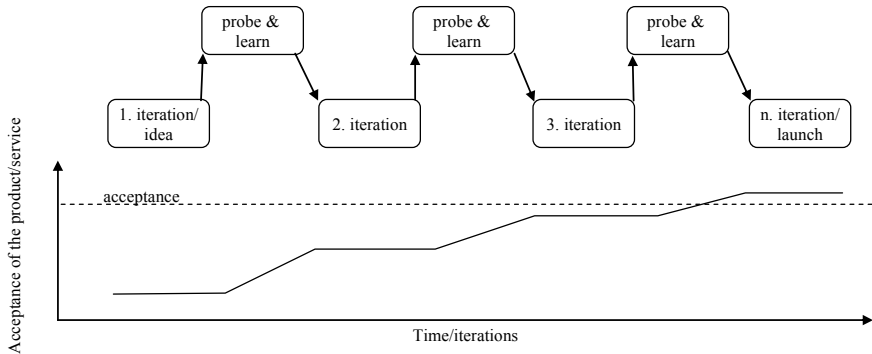 probe &
learn
probe &
learn
probe &
learn
1. iteration/
idea
2. iteration
3. iteration
n. iteration/
launch
Acceptance of the product/service
acceptance
Time/iterations